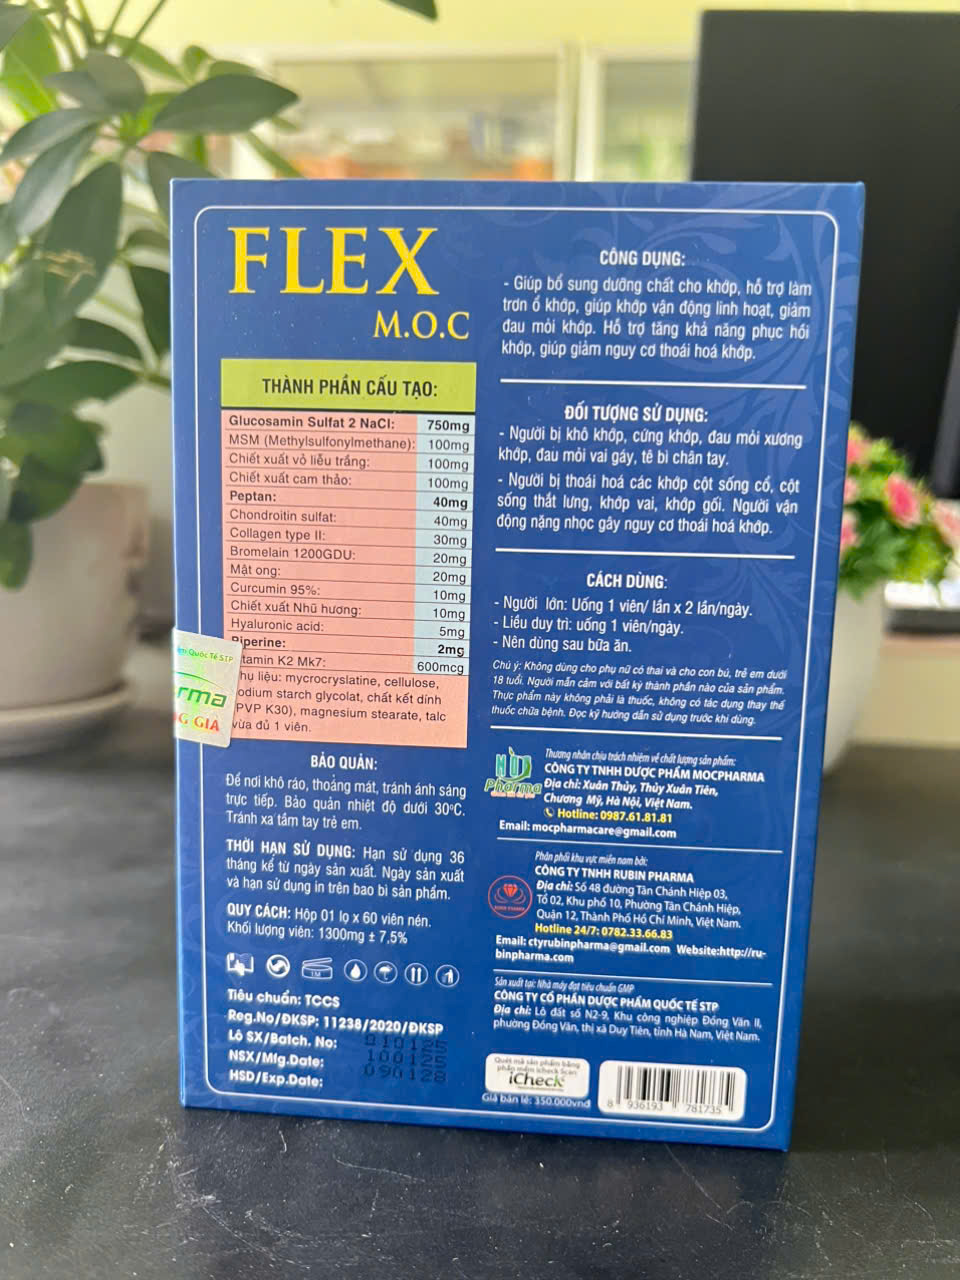 FLEX
M.O.C
THÀNH PHẦN CẤU TẠO:
Glucosamin Sulfat 2 NaCl: 750mg
MSM (Methylsulfonylmethane): 100mg
Chiết xuất vỏ liễu trắng: 100mg
Chiết xuất cam thảo: 100mg
Peptan: 40mg
Chondroitin sulfat: 40mg
Collagen type II: 30mg
Bromelain 1200GDU: 20mg
Mật ong: 20mg
Curcumin 95%: 10mg
Chiết xuất Nhũ hương: 10mg
Hyaluronic acid: 5mg
Piperine: 2mg
itamin K2 Mk7: 600mcg
hụ liệu: mycrocryslatine, cellulose,
odium starch glycolat, chất kết dính
PVP K30), magnesium stearate, talc
vừa đủ 1 viên.
Quốc Tế STP
rma
G GIẢ
BẢO QUẢN:
Để nơi khô ráo, thoáng mát, tránh ánh sáng
trực tiếp. Bảo quản nhiệt độ dưới 30°C.
Tránh xa tầm tay trẻ em.
THỜI HẠN SỬ DỤNG: Hạn sử dụng 36
tháng kể từ ngày sản xuất. Ngày sản xuất
và hạn sử dụng in trên bao bì sản phẩm.
QUY CÁCH: Hộp 01 lọ x 60 viên nén.
Khối lượng viên: 1300mg ± 7,5%
1M
Tiêu chuẩn: TCCS
Reg.No/ĐKSP: 11238/2020/ĐKSP
Lô SX/Batch. No: 010125
NSX/Mfg.Date: 100125
HSD/Exp.Date: 090128
CÔNG DỤNG:
- Giúp bổ sung dưỡng chất cho khớp, hỗ trợ làm
trơn ổ khớp, giúp khớp vận động linh hoạt, giảm
đau mỏi khớp. Hỗ trợ tăng khả năng phục hồi
khớp, giúp giảm nguy cơ thoái hoá khớp.
ĐỐI TƯỢNG SỬ DỤNG:
- Người bị khô khớp, cứng khớp, đau mỏi xương
khớp, đau mỏi vai gáy, tê bì chân tay.
- Người bị thoái hoá các khớp cột sống cổ, cột
sống thắt lưng, khớp vai, khớp gối. Người vận
động nặng nhọc gây nguy cơ thoái hoá khớp.
CÁCH DÙNG:
- Người lớn: Uống 1 viên/ lần x 2 lần/ngày.
- Liều duy trì: uống 1 viên/ngày.
- Nên dùng sau bữa ăn.
Chú ý: Không dùng cho phụ nữ có thai và cho con bú, trẻ em dưới
18 tuổi. Người mẫn cảm với bất kỳ thành phần nào của sản phẩm.
Thực phẩm này không phải là thuốc, không có tác dụng thay thế
thuốc chữa bệnh. Đọc kỹ hướng dẫn sử dụng trước khi dùng.
Pharma
Thương nhân chịu trách nhiệm về chất lượng sản phẩm:
CÔNG TY TNHH DƯỢC PHẨM MOCPHARMA
Địa chỉ: Xuân Thủy, Thủy Xuân Tiên,
Chương Mỹ, Hà Nội, Việt Nam.
Hotline: 0987.61.81.81
Email: mocpharmacare@gmail.com
Phân phối khu vực miền nam bởi:
CÔNG TY TNHH RUBIN PHARMA
Địa chỉ: Số 48 đường Tân Chánh Hiệp 03,
Tổ 02, Khu phố 10, Phường Tân Chánh Hiệp,
Quận 12, Thành Phố Hồ Chí Minh, Việt Nam.
Hotline 24/7: 0782.33.66.83
RUBIN PHARMA
Email: ctyrubinpharma@gmail.com Website:http://ru-
binpharma.com
Sản xuất tại: Nhà máy đạt tiêu chuẩn GMP
CÔNG TY CỔ PHẦN DƯỢC PHẨM QUỐC TẾ STP
Địa chỉ: Lô đất số N2-9, Khu công nghiệp Đồng Văn II,
phường Đồng Văn, thị xã Duy Tiên, tỉnh Hà Nam, Việt Nam.
Quét mã sản phẩm bằng
phần mềm icheck Scan
iCheck
Giá bán lẻ: 350.000vnđ
8 936193 781735